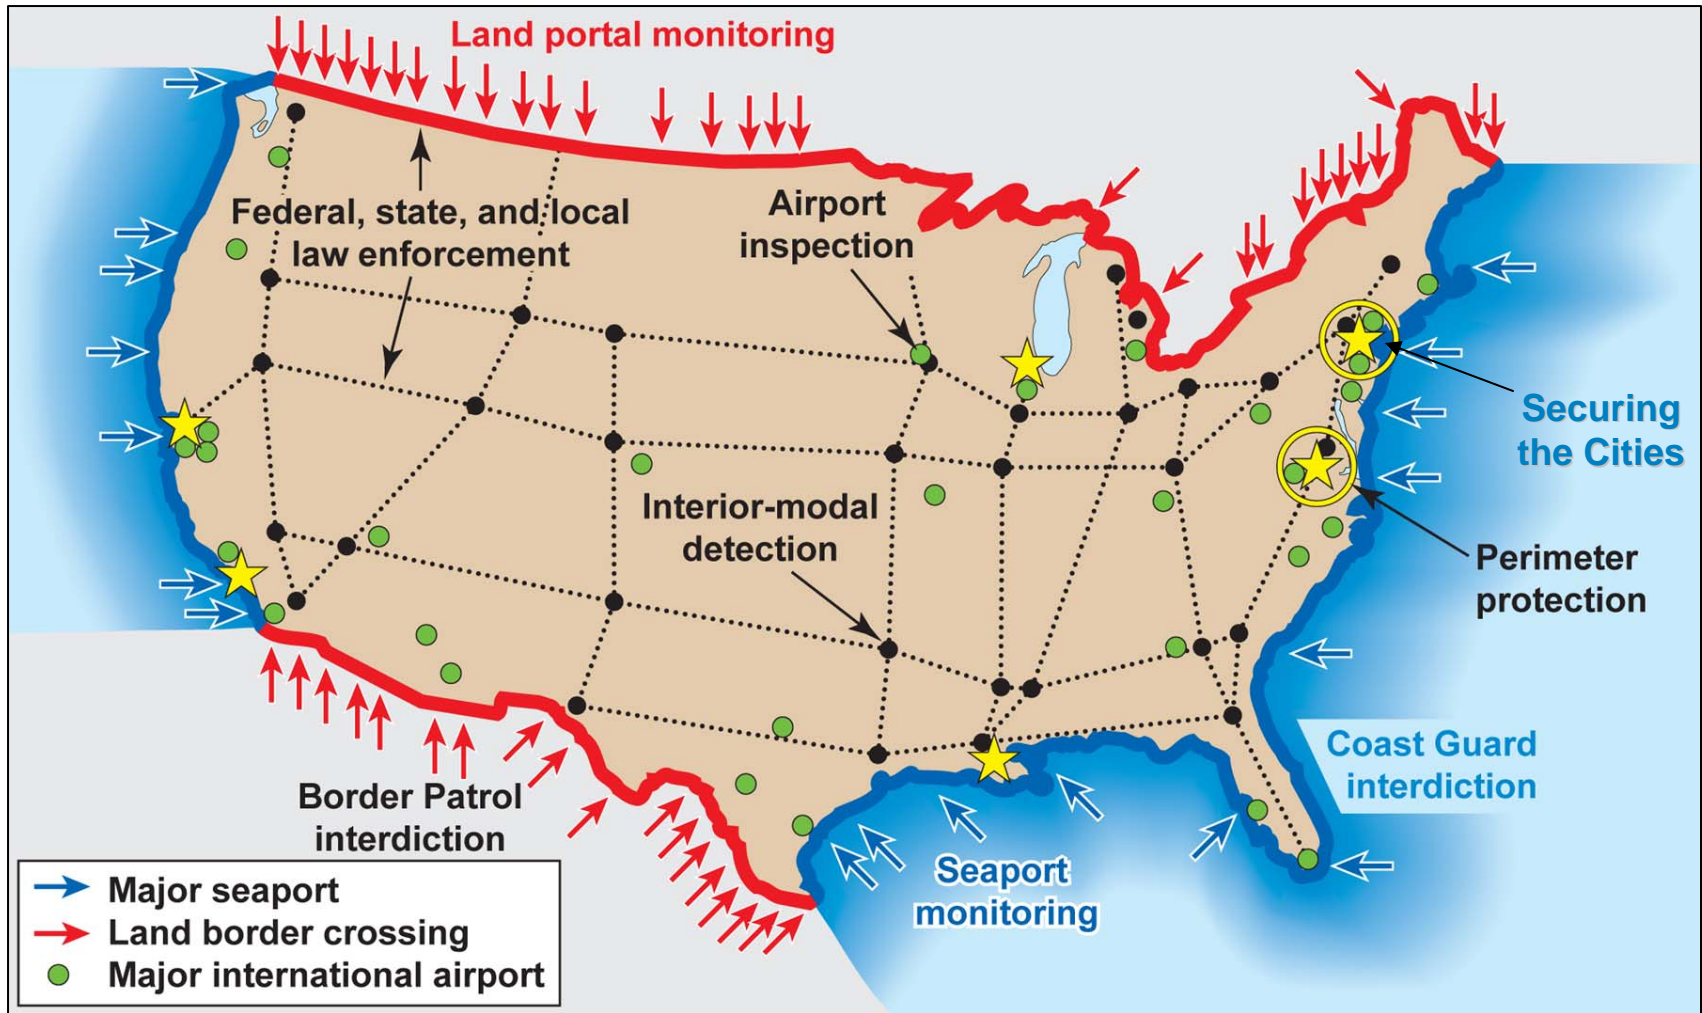 Land portal monitoring
Federal, state, and local
law enforcement
Airport
inspection
Securing
the Cities
Interior-modal
detection
Perimeter
protection
Coast Guard
interdiction
Border Patrol
interdiction
Seaport
monitoring
Major seaport
Land border crossing
Major international airport